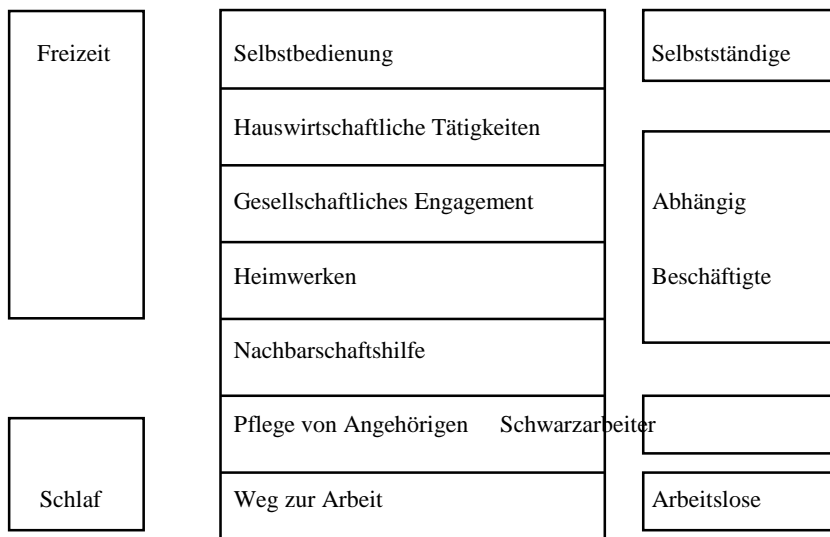 Freizeit
Selbstbedienung
Selbstständige
Hauswirtschaftliche Tätigkeiten
Gesellschaftliches Engagement
Abhängig
Heimwerken
Beschäftigte
Nachbarschaftshilfe
Pflege von Angehörigen
Schwarzarbeiter
Schlaf
Weg zur Arbeit
Arbeitslose